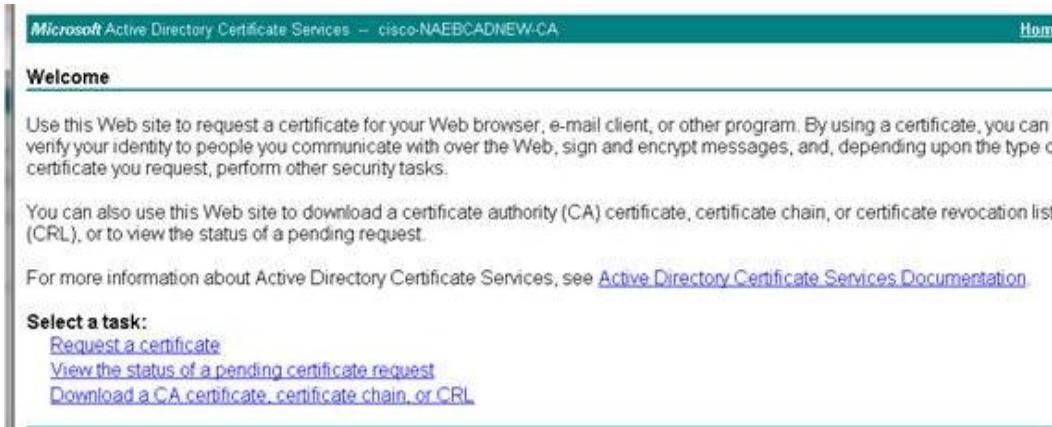 Microsoft Active Directory Certificate Services -- cisco-NAEBCADNEW-CA Hom
Welcome
Use this Web site to request a certificate for your Web browser, e-mail client, or other program. By using a certificate, you can
verify your identity to people you communicate with over the Web, sign and encrypt messages, and, depending upon the type o
certificate you request, perform other security tasks.
You can also use this Web site to download a certificate authority (CA) certificate, certificate chain, or certificate revocation list
(CRL), or to view the status of a pending request.
For more information about Active Directory Certificate Services, see Active Directory Certificate Services Documentation.
Select a task:
Request a certificate
View the status of a pending certificate request
Download a CA certificate, certificate chain, or CRL